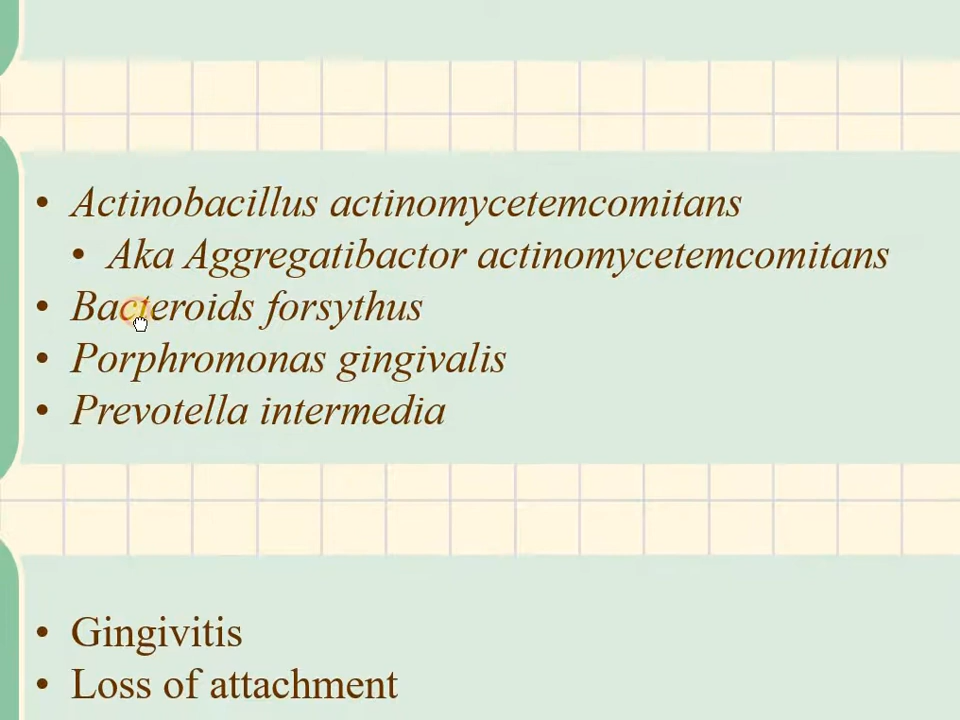 • Actinobacillus actinomycetemcomitans
• Aka Aggregatibactor actinomycetemcomitans
• Bacteroids forsythus
• Porphromonas gingivalis
• Prevotella intermedia
• Gingivitis
• Loss of attachment